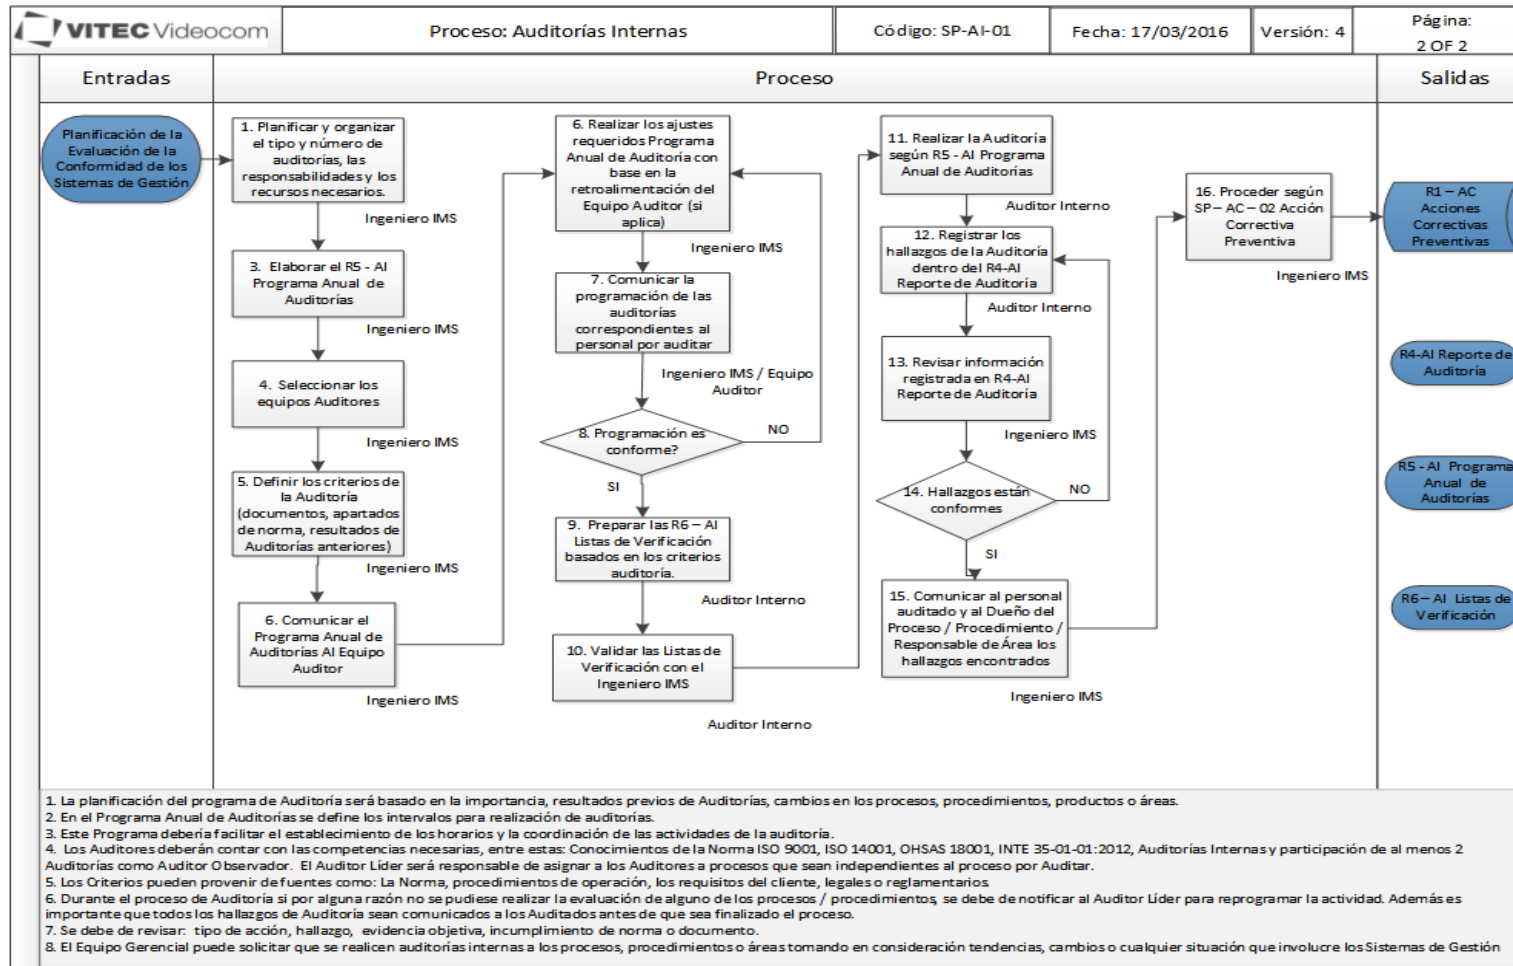 VITEC Videocom
Proceso: Auditorías Internas
Código: SP-AI-01
Fecha: 17/03/2016
Versión: 4
Página:
2 OF 2
Entradas
Proceso
Salidas
Planificación de la
Evaluación de la
Conformidad de los
Sistemas de Gestión
1. Planificar y organizar
el tipo y número de
auditorías, las
responsabilidades y los
recursos necesarios.
Ingeniero IMS
3. Elaborar el R5 - AI
Programa Anual de
Auditorías
Ingeniero IMS
4. Seleccionar los
equipos Auditores
Ingeniero IMS
5. Definir los criterios de
la Auditoría
(documentos, apartados
de norma, resultados de
Auditorías anteriores)
Ingeniero IMS
6. Comunicar el
Programa Anual de
Auditorías Al Equipo
Auditor
Ingeniero IMS
6. Realizar los ajustes
requeridos Programa
Anual de Auditoría con
base en la
retroalimentación del
Equipo Auditor (si
aplica)
Ingeniero IMS
7. Comunicar la
programación de las
auditorías
correspondientes al
personal por auditar
Ingeniero IMS / Equipo
Auditor
8. Programación es
conforme?
NO
SI
9. Preparar las R6 – AI
Listas de Verificación
basados en los criterios
auditoría.
Auditor Interno
10. Validar las Listas de
Verificación con el
Ingeniero IMS
Auditor Interno
11. Realizar la Auditoría
según R5 - AI Programa
Anual de Auditorías
Auditor Interno
12. Registrar los
hallazgos de la Auditoría
dentro del R4-AI
Reporte de Auditoría
Auditor Interno
13. Revisar información
registrada en R4-AI
Reporte de Auditoría
Ingeniero IMS
14. Hallazgos están
conformes
NO
SI
15. Comunicar al personal
auditado y al Dueño del
Proceso / Procedimiento /
Responsable de Área los
hallazgos encontrados
Ingeniero IMS
16. Proceder según
SP – AC – 02 Acción
Correctiva
Preventiva
Ingeniero IMS
R1 – AC
Acciones
Correctivas
Preventivas
R4-AI Reporte de
Auditoría
R5 - AI Programa
Anual de
Auditorías
R6 – AI Listas de
Verificación
1. La planificación del programa de Auditoría será basado en la importancia, resultados previos de Auditorías, cambios en los procesos, procedimientos, productos o áreas.
2. En el Programa Anual de Auditorías se define los intervalos para realización de auditorías.
3. Este Programa debería facilitar el establecimiento de los horarios y la coordinación de las actividades de la auditoría.
4. Los Auditores deberán contar con las competencias necesarias, entre estas: Conocimientos de la Norma ISO 9001, ISO 14001, OHSAS 18001, INTE 35-01-01:2012, Auditorías Internas y participación de al menos 2
Auditorías como Auditor Observador. El Auditor Líder será responsable de asignar a los Auditores a procesos que sean independientes al proceso por Auditar.
5. Los Criterios pueden provenir de fuentes como: La Norma, procedimientos de operación, los requisitos del cliente, legales o reglamentarios.
6. Durante el proceso de Auditoría si por alguna razón no se pudiese realizar la evaluación de alguno de los procesos / procedimientos, se debe de notificar al Auditor Líder para reprogramar la actividad. Además es
importante que todos los hallazgos de Auditoría sean comunicados a los Auditados antes de que sea finalizado el proceso.
7. Se debe de revisar: tipo de acción, hallazgo, evidencia objetiva, incumplimiento de norma o documento.
8. El Equipo Gerencial puede solicitar que se realicen auditorías internas a los procesos, procedimientos o áreas tomando en consideración tendencias, cambios o cualquier situación que involucre los Sistemas de Gestión